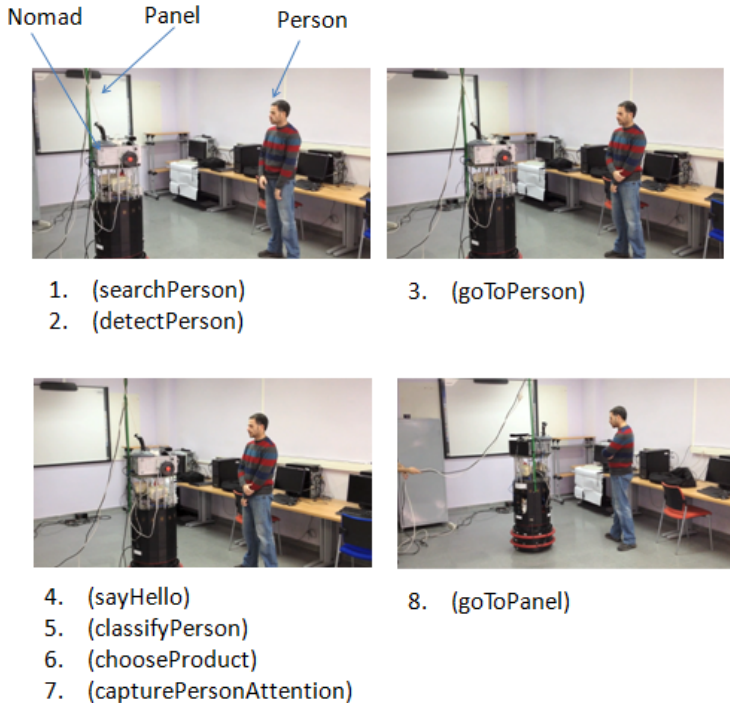 Nomad
Panel
Person
1. (searchPerson)
2. (detectPerson)
3. (goToPerson)
4. (sayHello)
5. (classifyPerson)
6. (chooseProduct)
7. (capturePersonAttention)
8. (goToPanel)